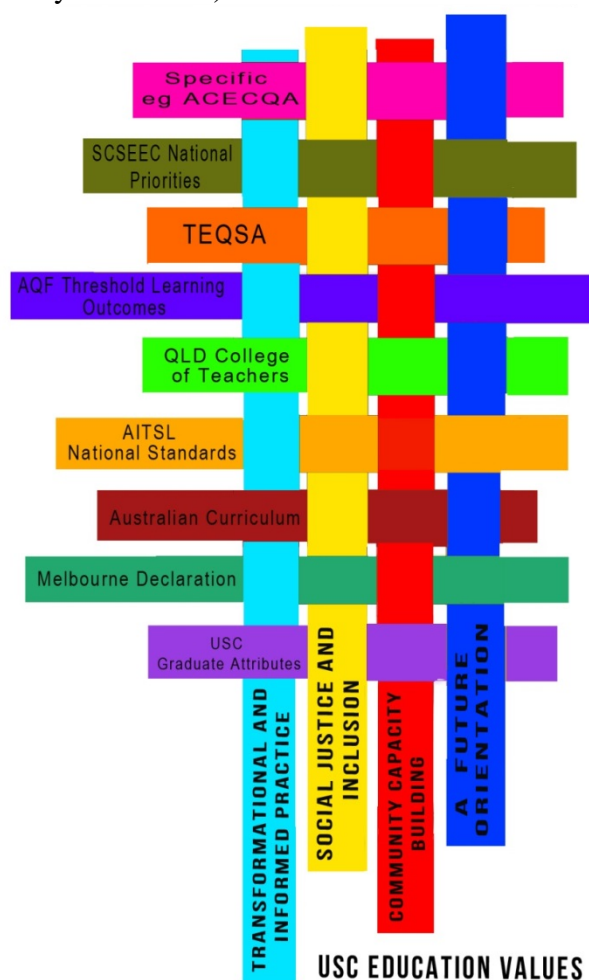 Specific
eg ACECQA
SCSEEC National
Priorities
TEQSA
AQF Threshold Learning
Outcomes
QLD College
of Teachers
AITSL
National Standards
Australian Curriculum
Melbourne Declaration
USC
Graduate Attributes
TRANSFORMATIONAL AND
INFORMED PRACTICE
SOCIAL JUSTICE AND
INCLUSION
COMMUNITY CAPACITY
BUILDING
A FUTURE
ORIENTATION
USC EDUCATION VALUES